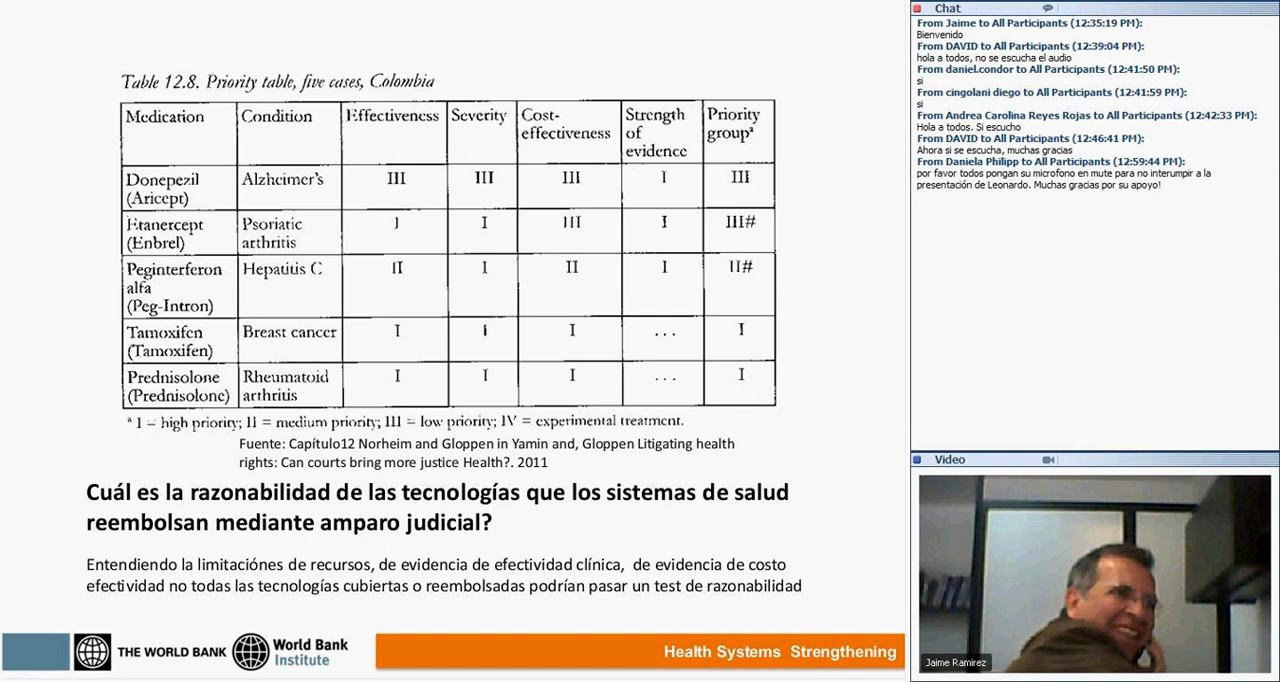 Table 12.8. Priority table, five cases, Colombia
Medication Condition Effectiveness Severity Cost-effectiveness Strength of evidence Priority groupª
Donepezil (Aricept) Alzheimer's III III III I III
Etanercept (Enbrel) Psoriatic arthritis I I III I III#
Peginterferon alfa (Peg-Intron) Hepatitis C II I II I II#
Tamoxifen (Tamoxifen) Breast cancer I I I ... I
Prednisolone (Prednisolone) Rheumatoid arthritis I I I ... I
ª I = high priority; II = medium priority; III = low priority; IV = experimental treatment.
Fuente: Capítulo12 Norheim and Gloppen in Yamin and, Gloppen Litigating health
rights: Can courts bring more justice Health?. 2011
Cuál es la razonabilidad de las tecnologías que los sistemas de salud
reembolsan mediante amparo judicial?
Entendiendo la limitaciónes de recursos, de evidencia de efectividad clínica, de evidencia de costo
efectividad no todas las tecnologías cubiertas o reembolsadas podrían pasar un test de razonabilidad
THE WORLD BANK
World Bank
Institute
Health Systems Strengthening
Chat
From Jaime to All Participants (12:35:19 PM):
Bienvenido
From DAVID to All Participants (12:39:04 PM):
hola a todos, no se escucha el audio
From daniel.condor to All Participants (12:41:50 PM):
si
From cingolani diego to All Participants (12:41:59 PM):
si
From Andrea Carolina Reyes Rojas to All Participants (12:42:33 PM):
Hola a todos. Si escucho
From DAVID to All Participants (12:46:41 PM):
Ahora si se escucha, muchas gracias
From Daniela Philipp to All Participants (12:59:44 PM):
por favor todos pongan su microfono en mute para no interumpir a la
presentación de Leonardo. Muchas gracias por su apoyo!
Video
Jaime Ramirez